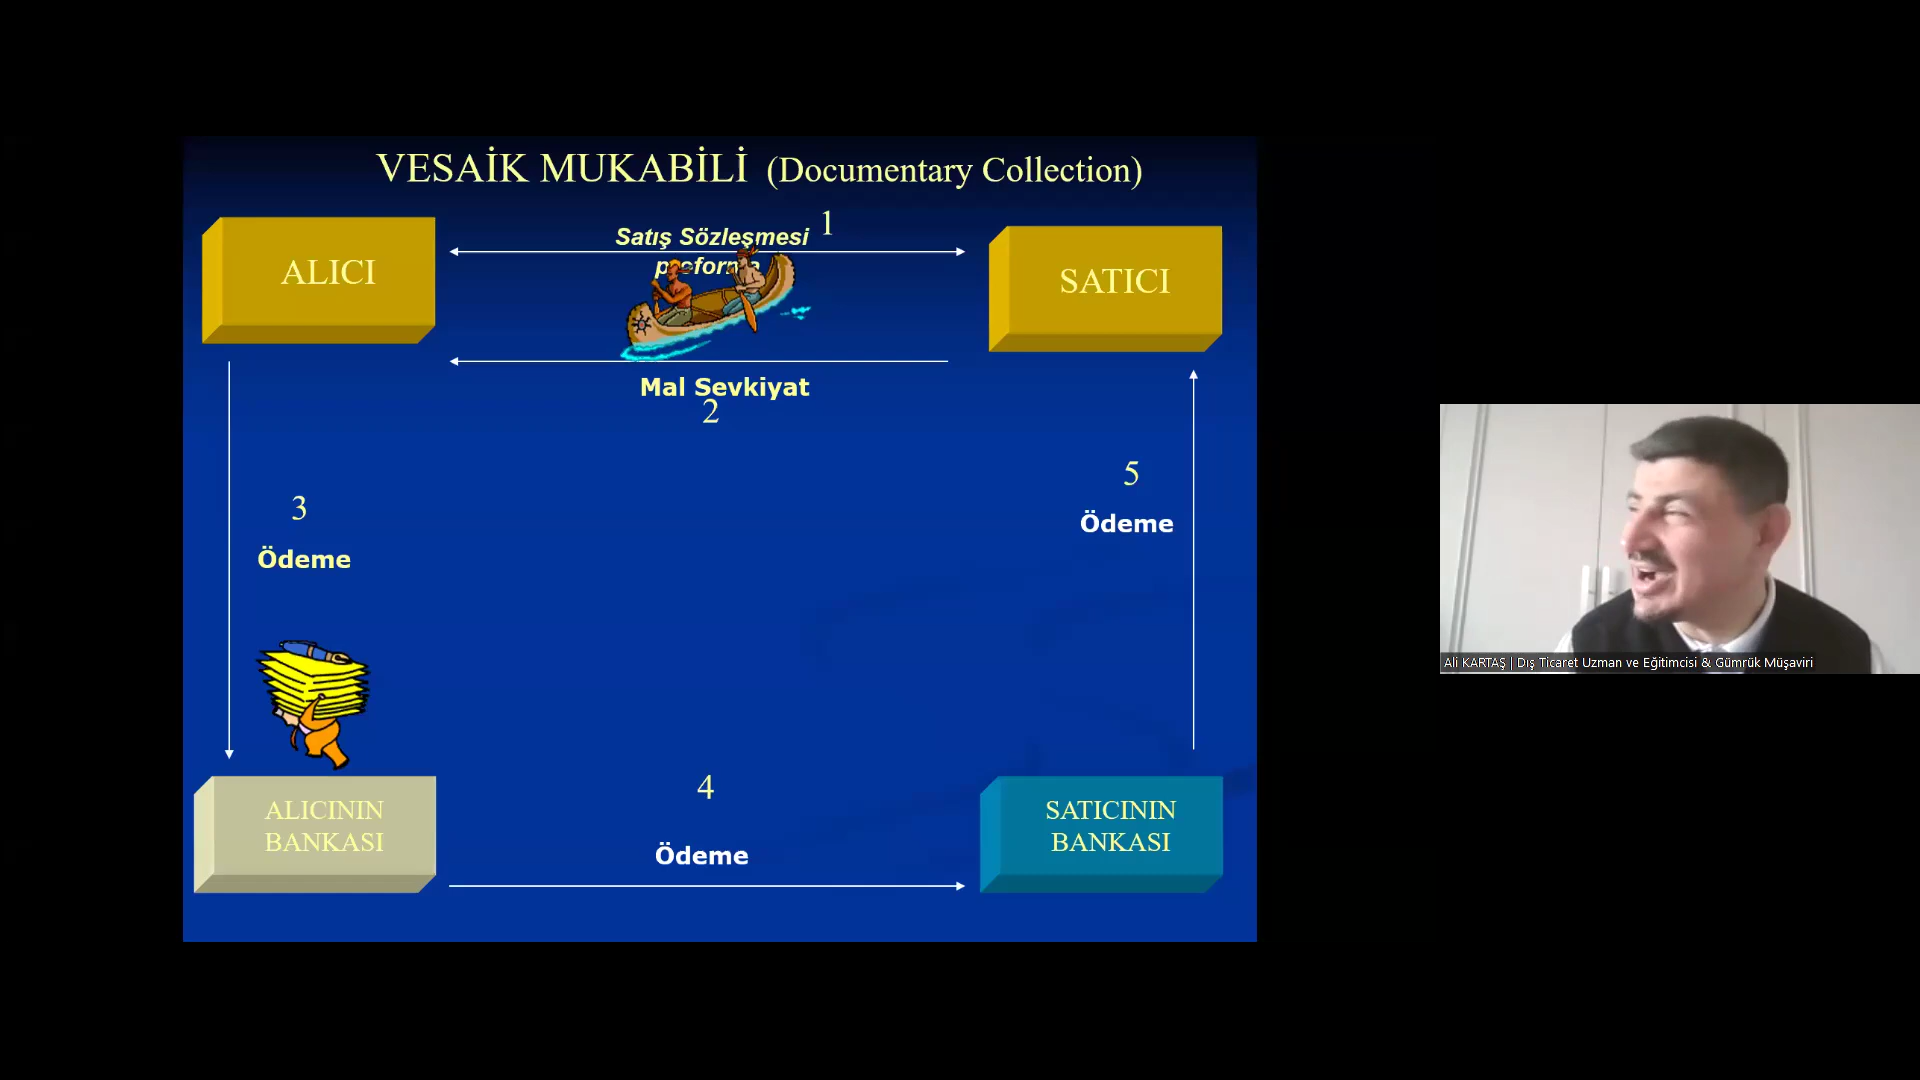 VESAİK MUKABİLİ (Documentary Collection)
1
Satış Sözleşmesi
ALICI
SATICI
Mal Sevkiyat
2
5
3
Ödeme
Ödeme
Ali KARTAŞ | Dış Ticaret Uzman ve Eğitimcisi & Gümrük Müşaviri
4
ALICININ
BANKASI
SATICININ
BANKASI
Ödeme